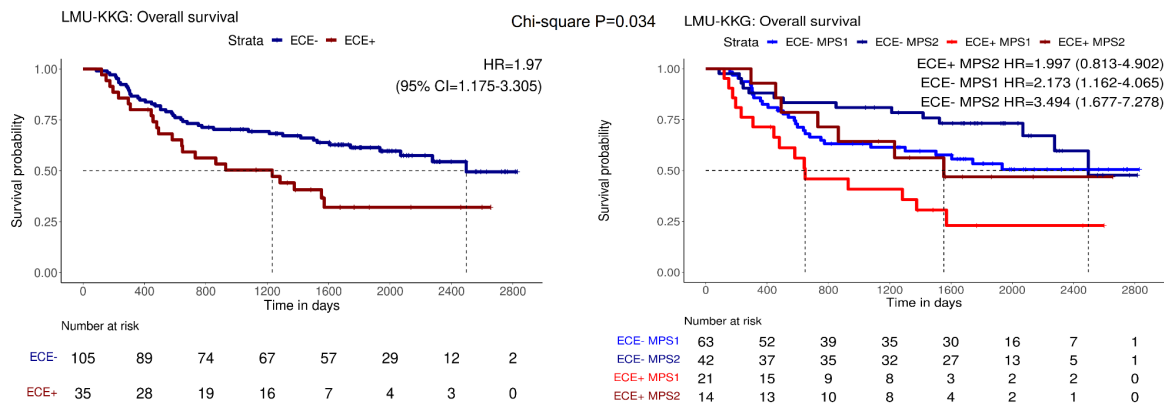 LMU-KKG: Overall survival
Strata ECE- ECE+
HR=1.97
(95% CI=1.175-3.305)
Survival probability
1.00
0.75
0.50
0.25
0.00
0 400 800 1200 1600 2000 2400 2800
Time in days
Number at risk
ECE- 105 89 74 67 57 29 12 2
ECE+ 35 28 19 16 7 4 3 0
Chi-square P=0.034
LMU-KKG: Overall survival
Strata ECE- MPS1 ECE- MPS2 ECE+ MPS1 ECE+ MPS2
ECE+ MPS2 HR=1.997 (0.813-4.902)
ECE- MPS1 HR=2.173 (1.162-4.065)
ECE- MPS2 HR=3.494 (1.677-7.278)
Survival probability
1.00
0.75
0.50
0.25
0.00
0 400 800 1200 1600 2000 2400 2800
Time in days
Number at risk
ECE- MPS1 63 52 39 35 30 16 7 1
ECE- MPS2 42 37 35 32 27 13 5 1
ECE+ MPS1 21 15 9 8 3 2 2 0
ECE+ MPS2 14 13 10 8 4 2 1 0